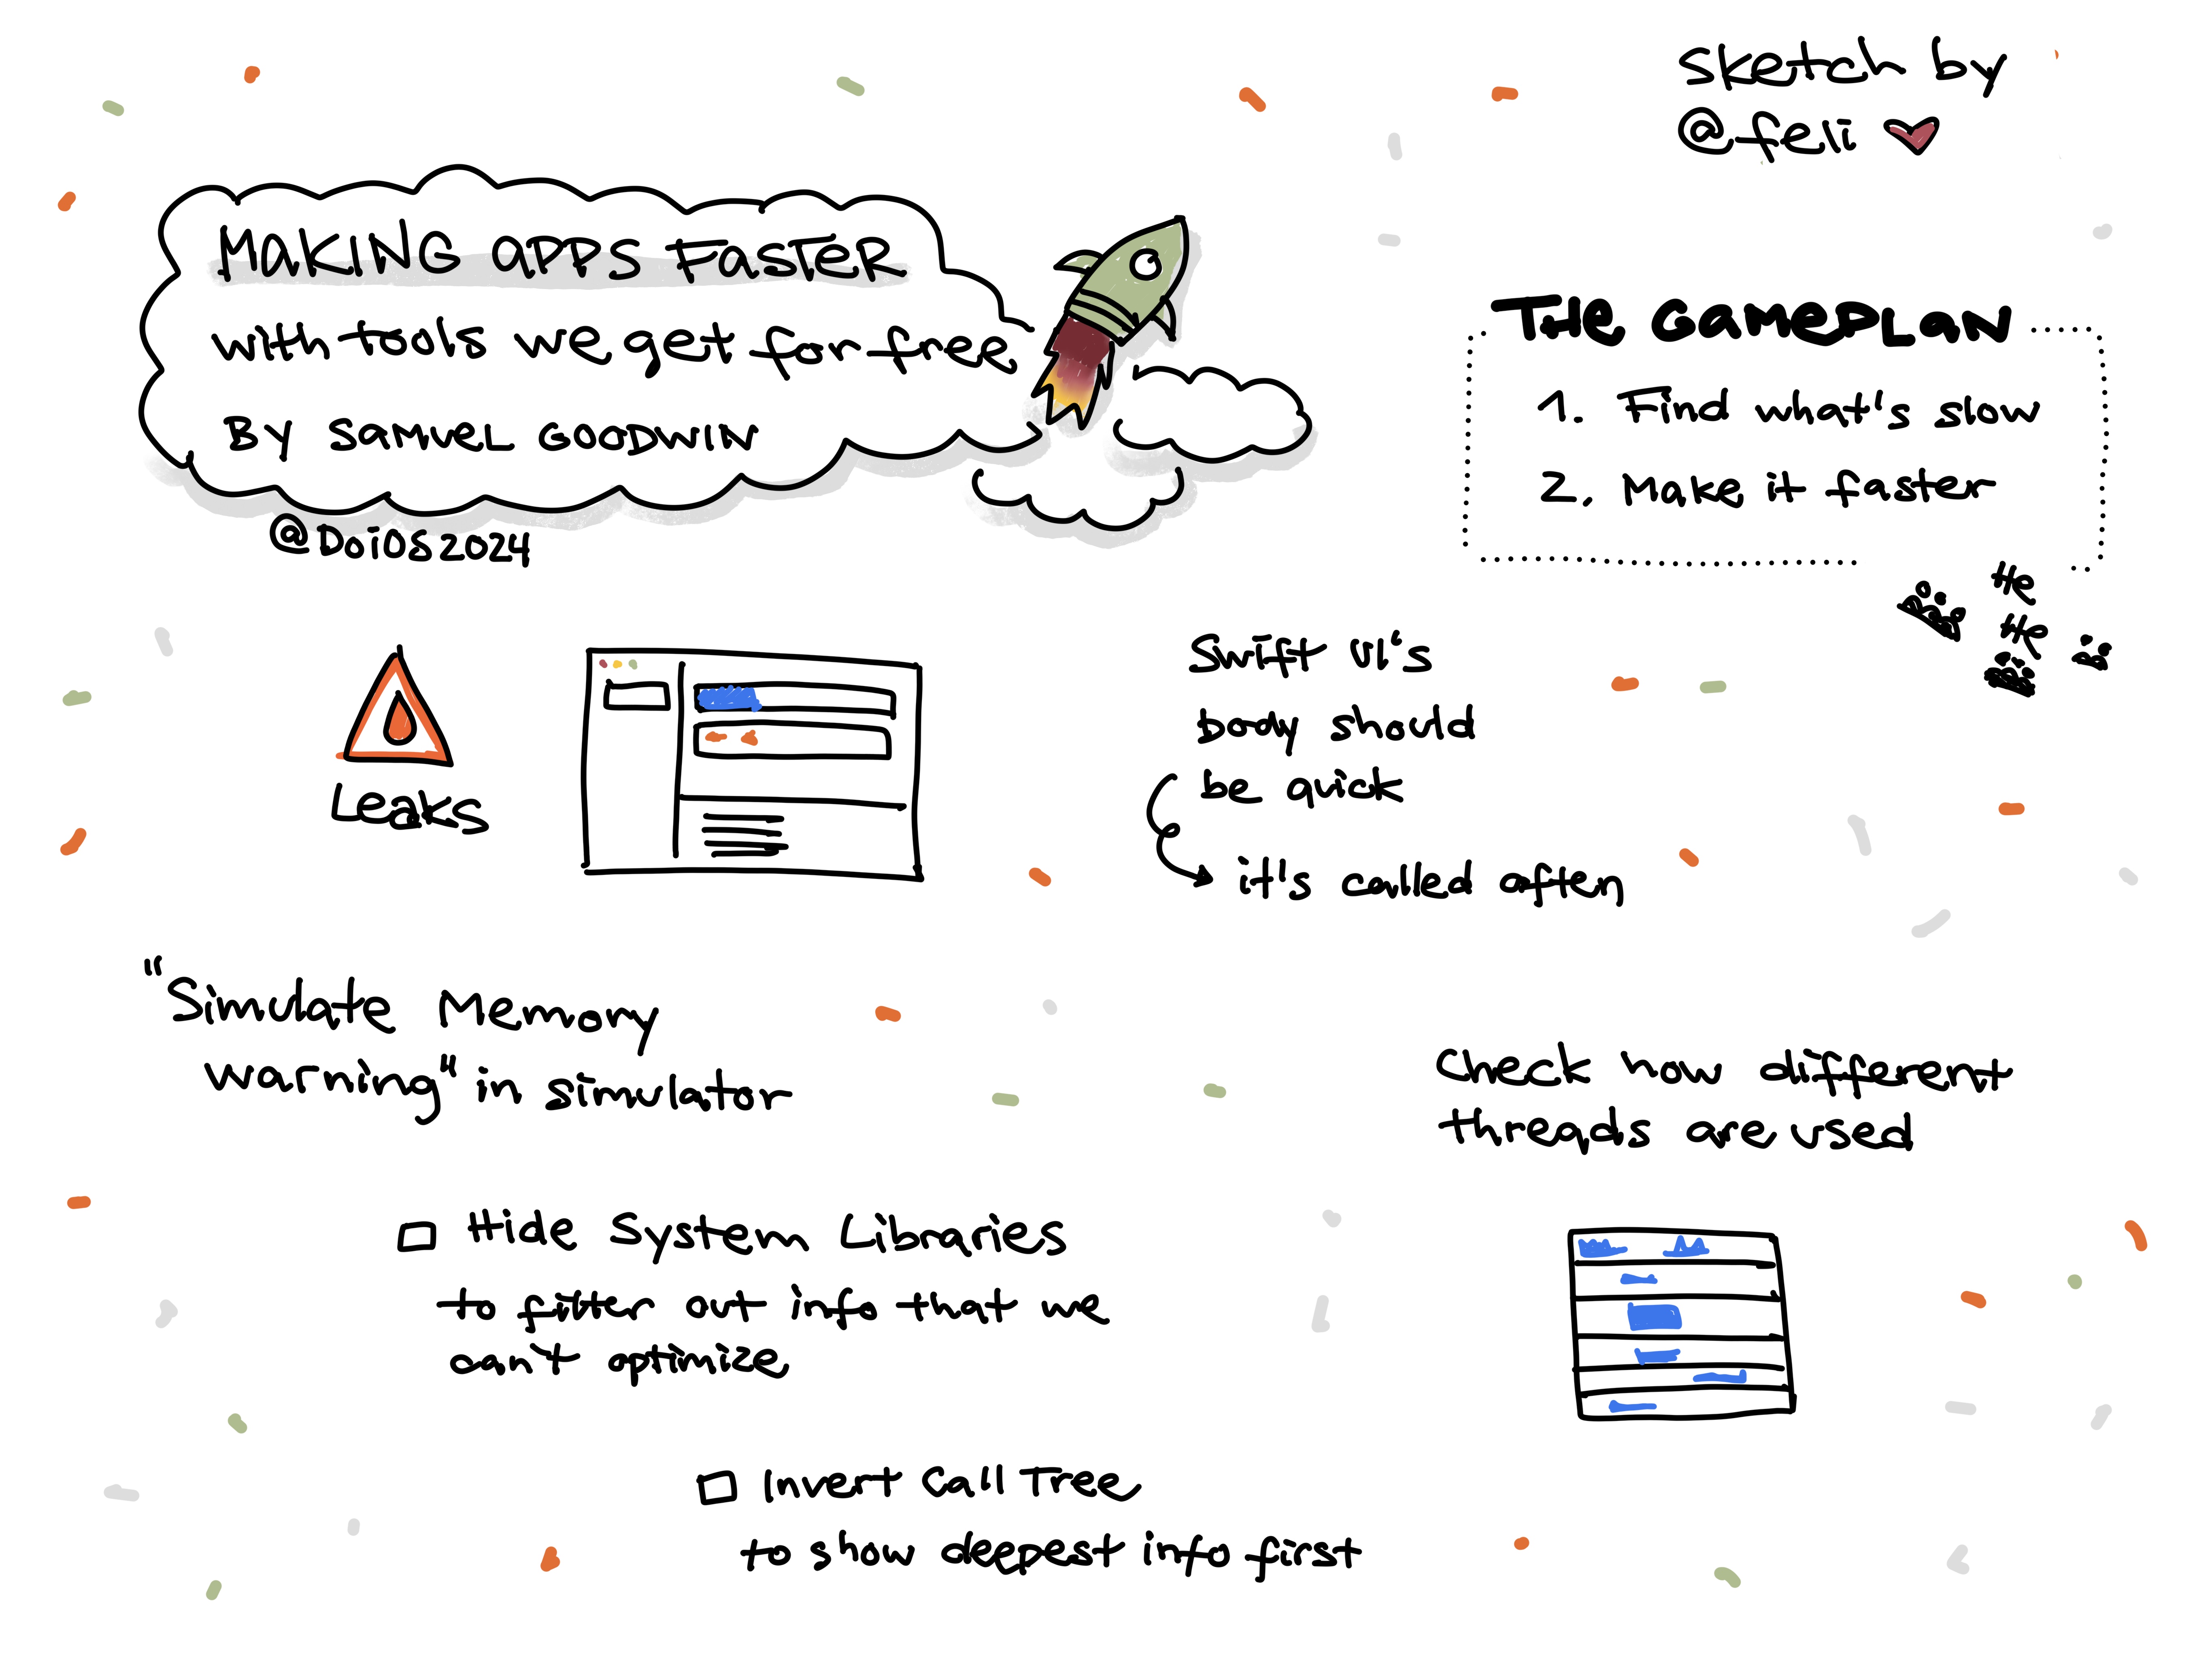 sketch by
@feli
MAKING APPS FASTER
with tools we get for free
BY SAMUEL GOODWIN
@DoiOS2024
THE GAMEPLAN
1. Find what's slow
2. Make it faster
He
He
Leaks
Swift UI's
body should
be quick
it's called often
"Simulate Memory
warning" in simulator
Check how different
threads are used
Hide System Libraries
to filter out info that we
can't optimize
Invert Call Tree
to show deepest info first